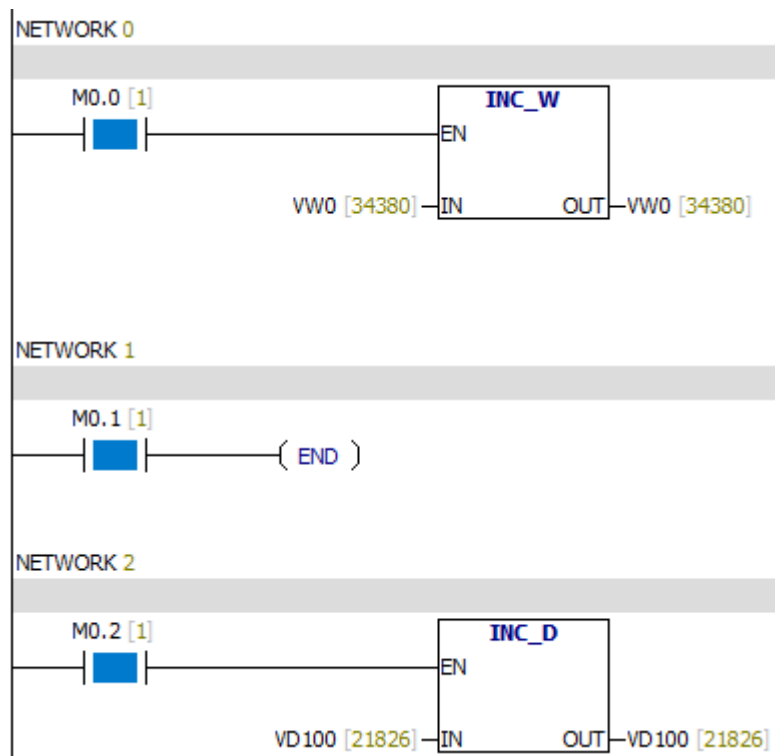 NETWORK 0
M0.0 [1]
INC_W
EN
VW0 [34380] IN OUT VW0 [34380]
NETWORK 1
M0.1 [1]
( END )
NETWORK 2
M0.2 [1]
INC_D
EN
VD100 [21826] IN OUT VD100 [21826]